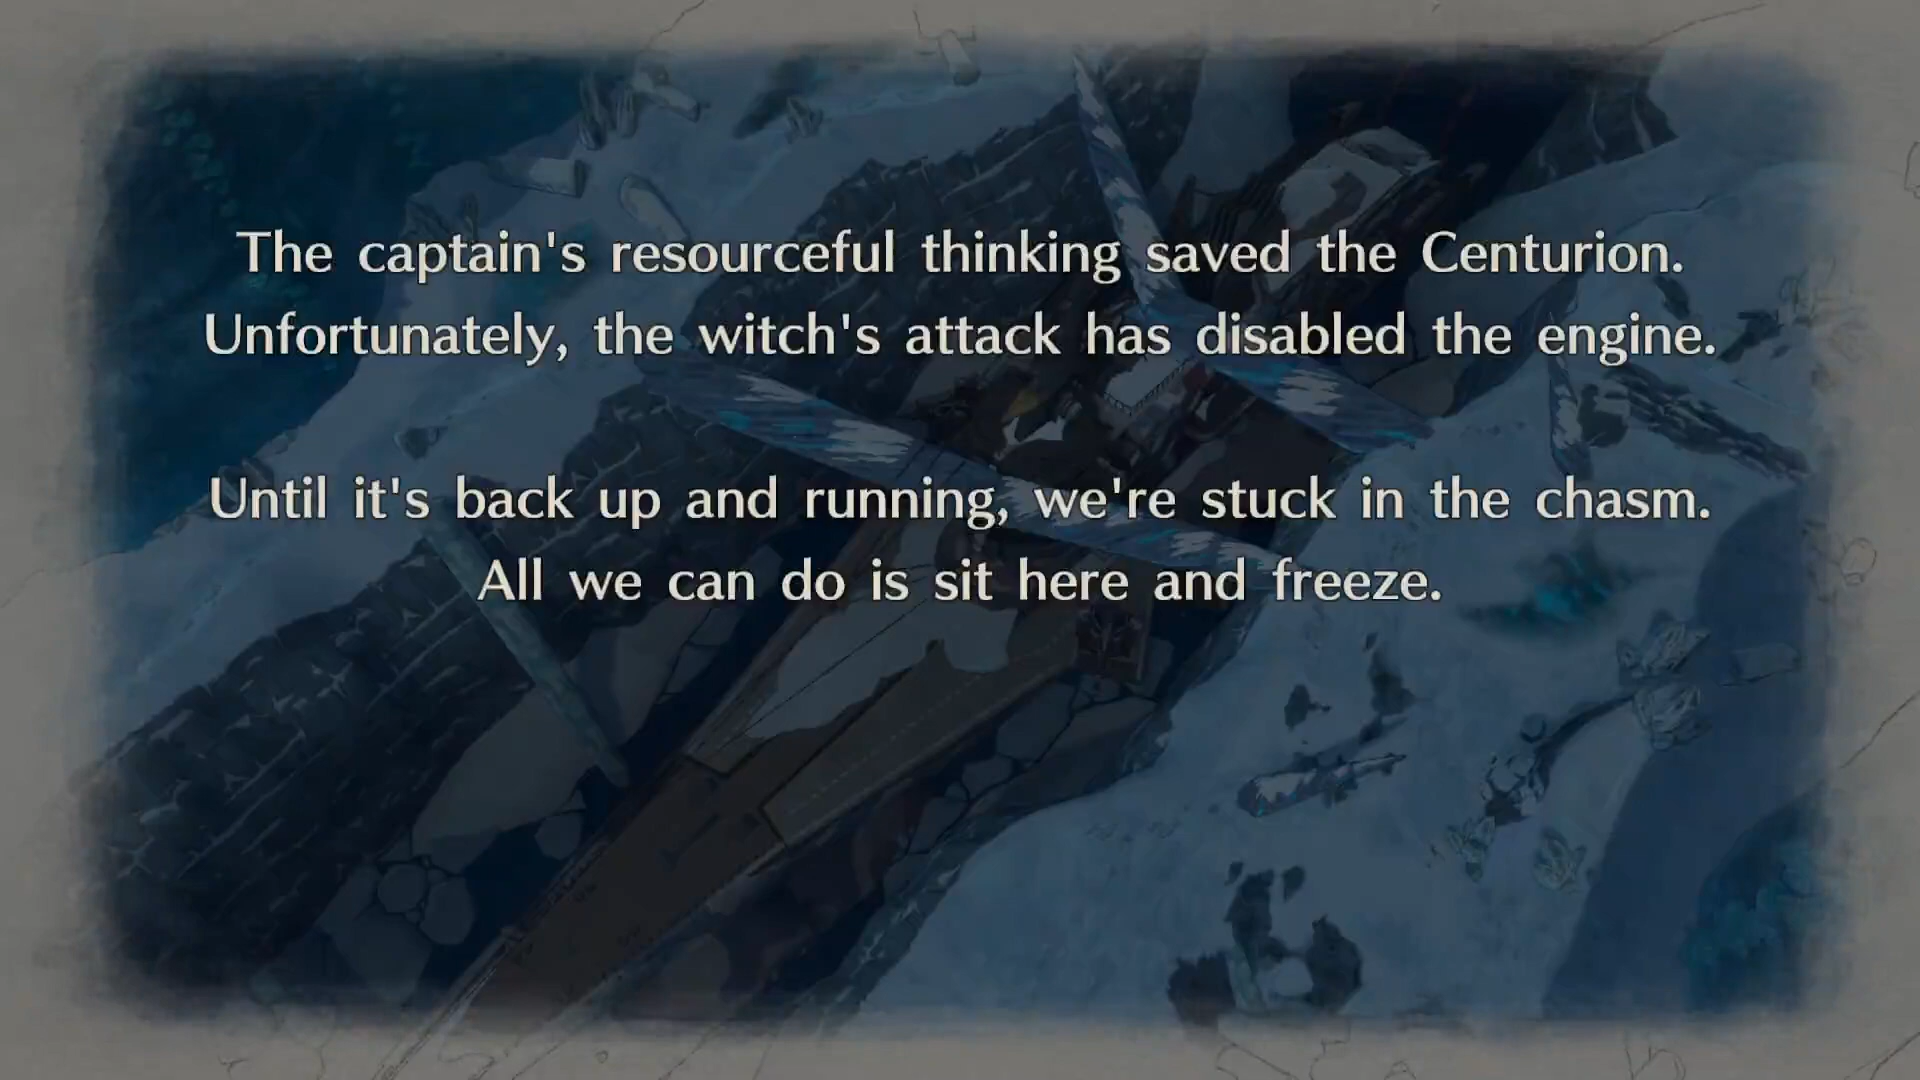 The captain's resourceful thinking saved the Centurion.
Unfortunately, the witch's attack has disabled the engine.
Until it's back up and running, we're stuck in the chasm.
All we can do is sit here and freeze.